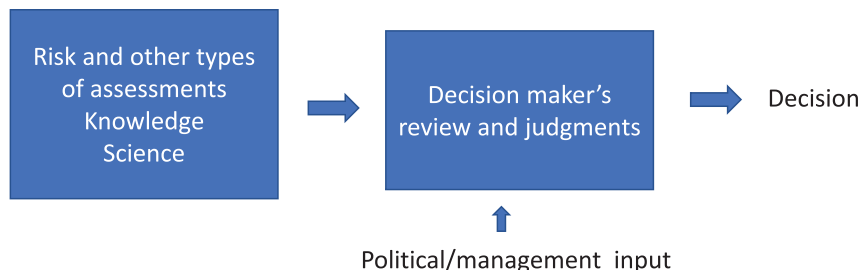 Risk and other types
of assessments
Knowledge
Science
Decision maker’s
review and judgments
Decision
Political/management input